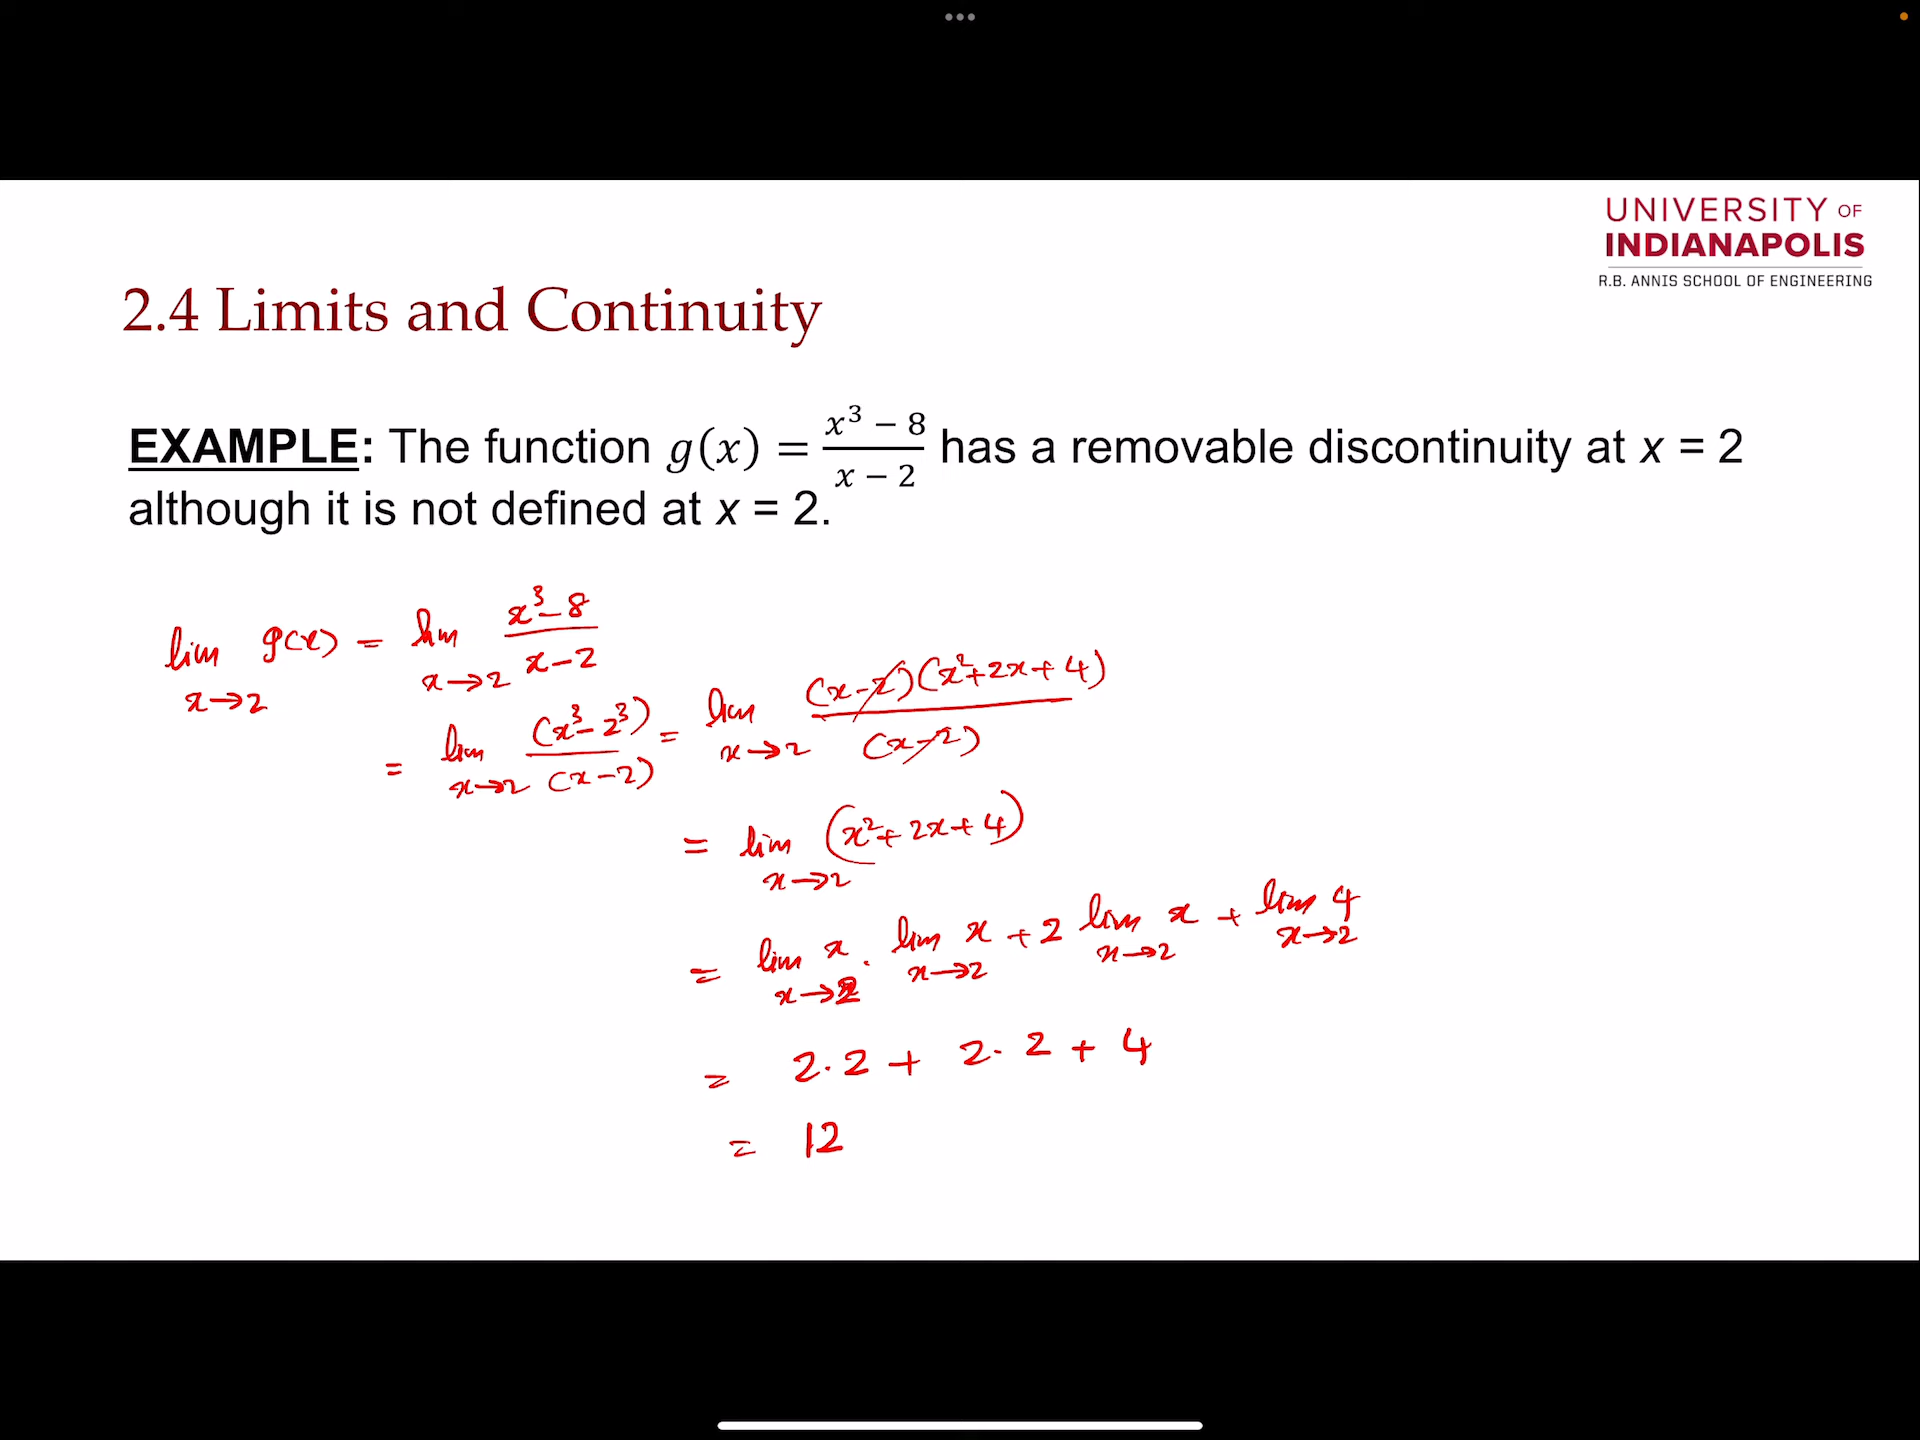 UNIVERSITY OF
INDIANAPOLIS
R.B. ANNIS SCHOOL OF ENGINEERING
2.4 Limits and Continuity
EXAMPLE: The function g(x) = (x³ − 8)/(x − 2) has a removable discontinuity at x = 2
although it is not defined at x = 2.
lim x→2 g(x) = lim x→2 (x³ − 8)/(x − 2)
= lim x→2 (x³ − 2³)/(x − 2) = lim x→2 (x − 2)(x² + 2x + 4)/(x − 2)
= lim x→2 (x² + 2x + 4)
= lim x→2 x · lim x→2 x + 2 lim x→2 x + lim x→2 4
= 2·2 + 2·2 + 4
= 12